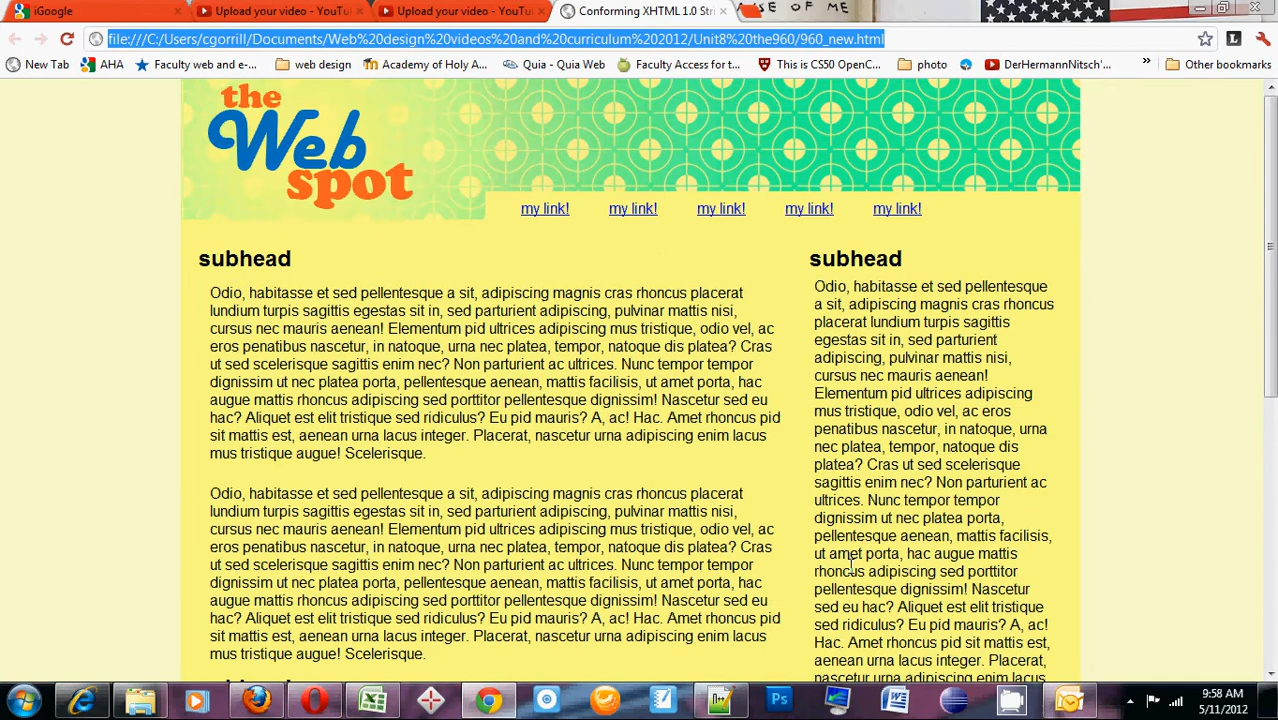 iGoogle
Upload your video - YouTu
Upload your video - YouTu
Conforming XHTML 1.0 Str
file:///C:/Users/cgorrill/Documents/Web%20design%20videos%20and%20curriculum%202012/Unit8%20the960/960_new.html
New Tab
AHA
Faculty web and e-...
web design
Academy of Holy A...
Quia - Quia Web
Faculty Access for t...
This is CS50 OpenC...
photo
DerHermannNitsch'...
»
Other bookmarks
the
Web
spot
my link! my link! my link! my link! my link!
subhead
Odio, habitasse et sed pellentesque a sit, adipiscing magnis cras rhoncus placerat
lundium turpis sagittis egestas sit in, sed parturient adipiscing, pulvinar mattis nisi,
cursus nec mauris aenean! Elementum pid ultrices adipiscing mus tristique, odio vel, ac
eros penatibus nascetur, in natoque, urna nec platea, tempor, natoque dis platea? Cras
ut sed scelerisque sagittis enim nec? Non parturient ac ultrices. Nunc tempor tempor
dignissim ut nec platea porta, pellentesque aenean, mattis facilisis, ut amet porta, hac
augue mattis rhoncus adipiscing sed porttitor pellentesque dignissim! Nascetur sed eu
hac? Aliquet est elit tristique sed ridiculus? Eu pid mauris? A, ac! Hac. Amet rhoncus pid
sit mattis est, aenean urna lacus integer. Placerat, nascetur urna adipiscing enim lacus
mus tristique augue! Scelerisque.
Odio, habitasse et sed pellentesque a sit, adipiscing magnis cras rhoncus placerat
lundium turpis sagittis egestas sit in, sed parturient adipiscing, pulvinar mattis nisi,
cursus nec mauris aenean! Elementum pid ultrices adipiscing mus tristique, odio vel, ac
eros penatibus nascetur, in natoque, urna nec platea, tempor, natoque dis platea? Cras
ut sed scelerisque sagittis enim nec? Non parturient ac ultrices. Nunc tempor tempor
dignissim ut nec platea porta, pellentesque aenean, mattis facilisis, ut amet porta, hac
augue mattis rhoncus adipiscing sed porttitor pellentesque dignissim! Nascetur sed eu
hac? Aliquet est elit tristique sed ridiculus? Eu pid mauris? A, ac! Hac. Amet rhoncus pid
sit mattis est, aenean urna lacus integer. Placerat, nascetur urna adipiscing enim lacus
mus tristique augue! Scelerisque.
subhead
Odio, habitasse et sed pellentesque
a sit, adipiscing magnis cras rhoncus
placerat lundium turpis sagittis
egestas sit in, sed parturient
adipiscing, pulvinar mattis nisi,
cursus nec mauris aenean!
Elementum pid ultrices adipiscing
mus tristique, odio vel, ac eros
penatibus nascetur, in natoque, urna
nec platea, tempor, natoque dis
platea? Cras ut sed scelerisque
sagittis enim nec? Non parturient ac
ultrices. Nunc tempor tempor
dignissim ut nec platea porta,
pellentesque aenean, mattis facilisis,
ut amet porta, hac augue mattis
rhoncus adipiscing sed porttitor
pellentesque dignissim! Nascetur
sed eu hac? Aliquet est elit tristique
sed ridiculus? Eu pid mauris? A, ac!
Hac. Amet rhoncus pid sit mattis est,
aenean urna lacus integer. Placerat,
nascetur urna adipiscing enim lacus
9:58 AM
5/11/2012